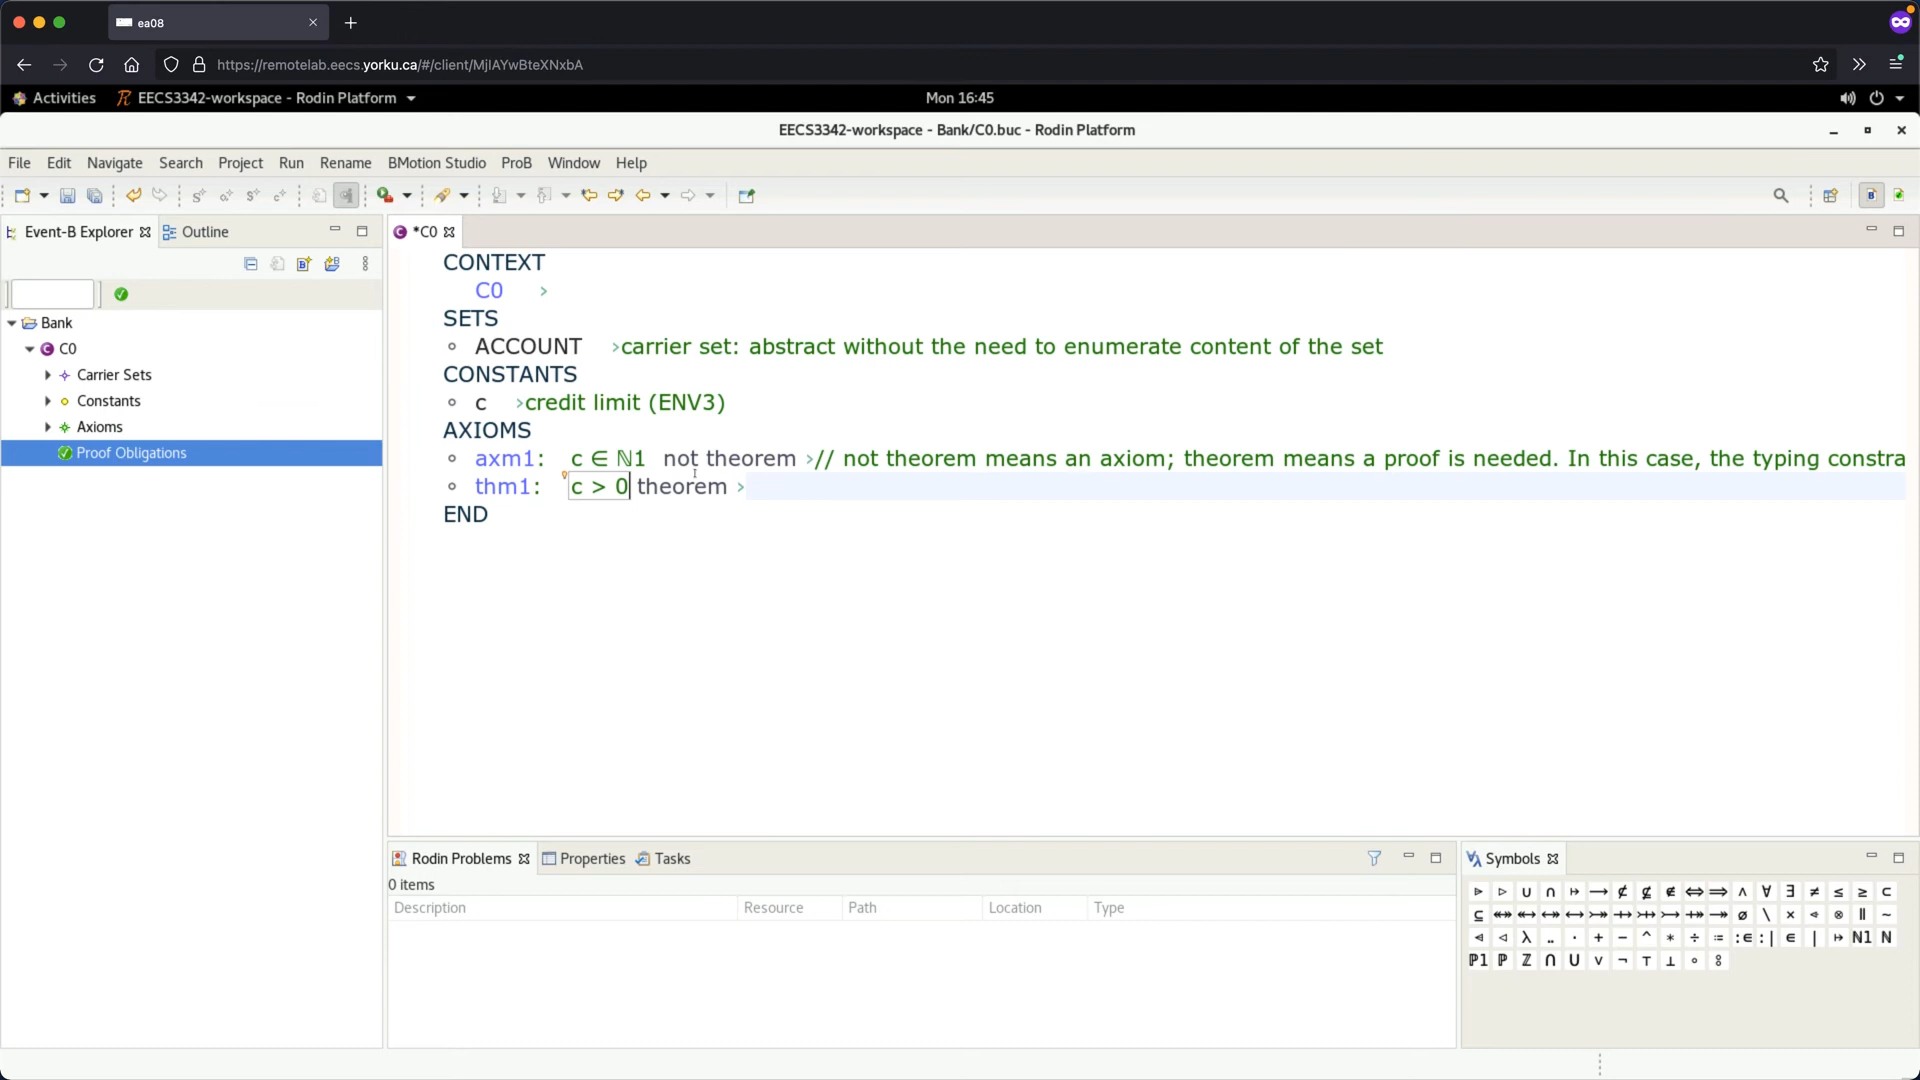 ea08
https://remotelab.eecs.yorku.ca/#/client/MjIAYwBteXNxbA
Activities EECS3342-workspace - Rodin Platform Mon 16:45
EECS3342-workspace - Bank/C0.buc - Rodin Platform
File Edit Navigate Search Project Run Rename BMotion Studio ProB Window Help
Event-B Explorer Outline
*C0
CONTEXT
C0 ›
SETS
ACCOUNT ›carrier set: abstract without the need to enumerate content of the set
CONSTANTS
c ›credit limit (ENV3)
AXIOMS
axm1: c ∈ ℕ1 not theorem ›// not theorem means an axiom; theorem means a proof is needed. In this case, the typing constra
thm1: c > 0 theorem ›
END
Bank
C0
Carrier Sets
Constants
Axioms
Proof Obligations
Rodin Problems Properties Tasks
0 items
Description Resource Path Location Type
Symbols